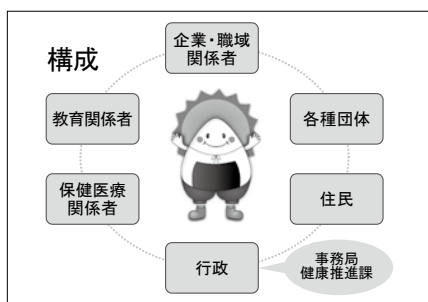 構成
企業・職域
関係者
教育関係者
各種団体
保健医療
関係者
住民
行政
事務局
健康推進課